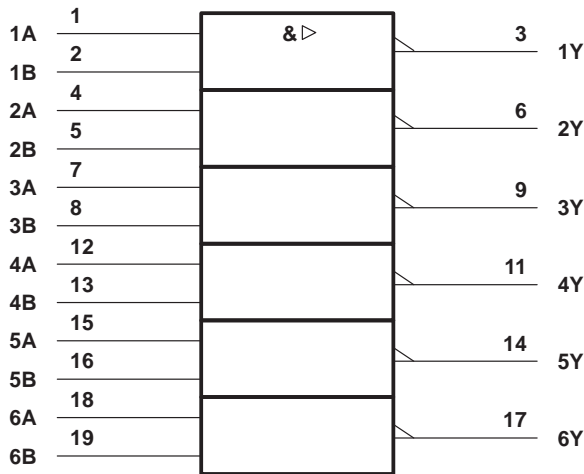 1A 1 & ▷ 3 1Y
1B 2
2A 4 6 2Y
2B 5
3A 7 9 3Y
3B 8
4A 12 11 4Y
4B 13
5A 15 14 5Y
5B 16
6A 18 17 6Y
6B 19